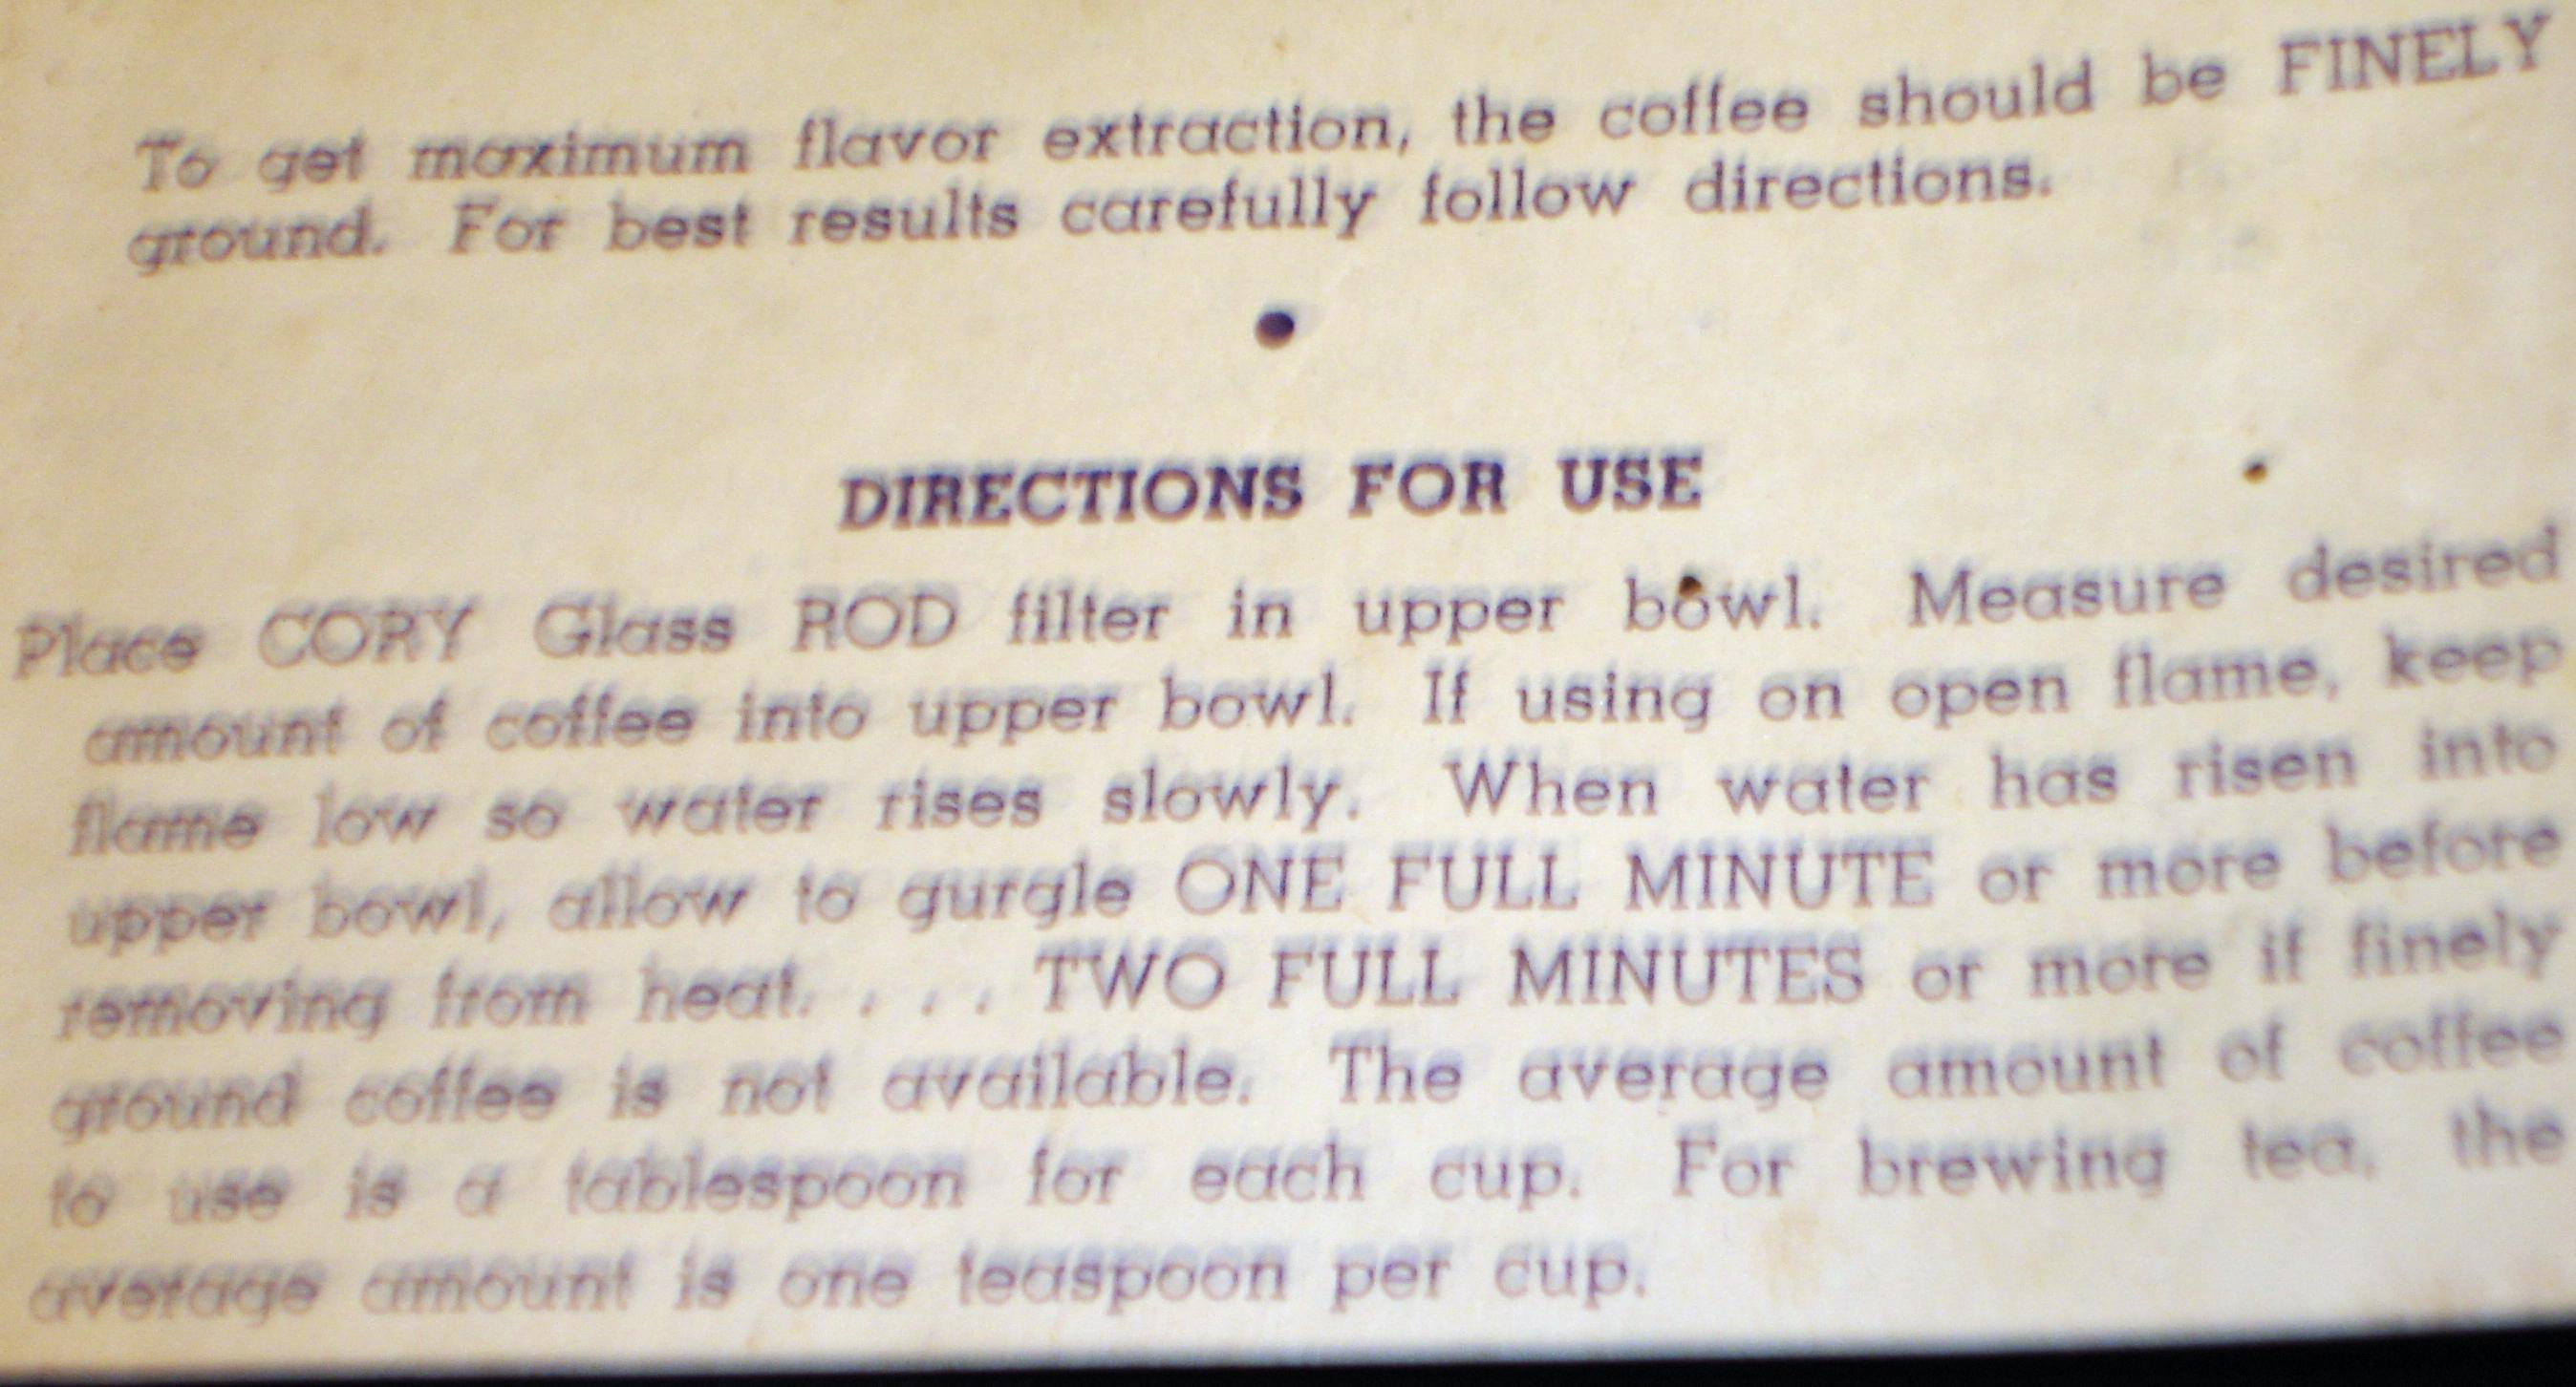 To get maximum flavor extraction, the coffee should be FINELY
ground. For best results carefully follow directions.
•
DIRECTIONS FOR USE
Place CORY Glass ROD filter in upper bowl. Measure desired
amount of coffee into upper bowl. If using on open flame, keep
flame low so water rises slowly. When water has risen into
upper bowl, allow to gurgle ONE FULL MINUTE or more before
removing from heat. . . . TWO FULL MINUTES or more if finely
ground coffee is not available. The average amount of coffee
to use is a tablespoon for each cup. For brewing tea, the
average amount is one teaspoon per cup.